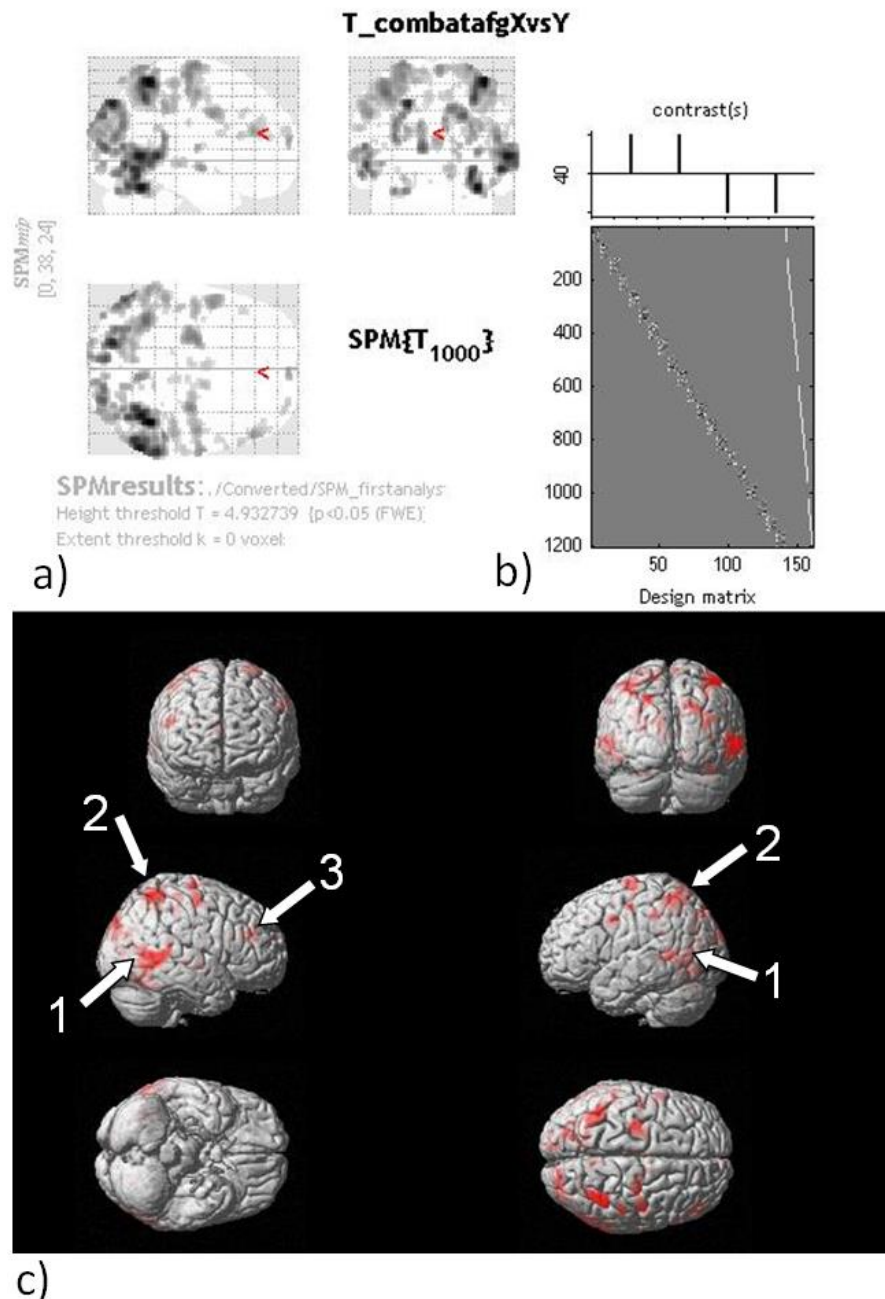 T_combatafgXvsY
SPMmip
[0, 38, 24]
<
<
<
SPM{T1000}
SPMresults: ./Converted/SPM_firstanalys
Height threshold T = 4.932739 {p<0.05 (FWE)}
Extent threshold k = 0 voxel:
a)
contrast(s)
40
200
400
600
800
1000
1200
50
100
150
Design matrix
b)
2
3
1
2
1
c)